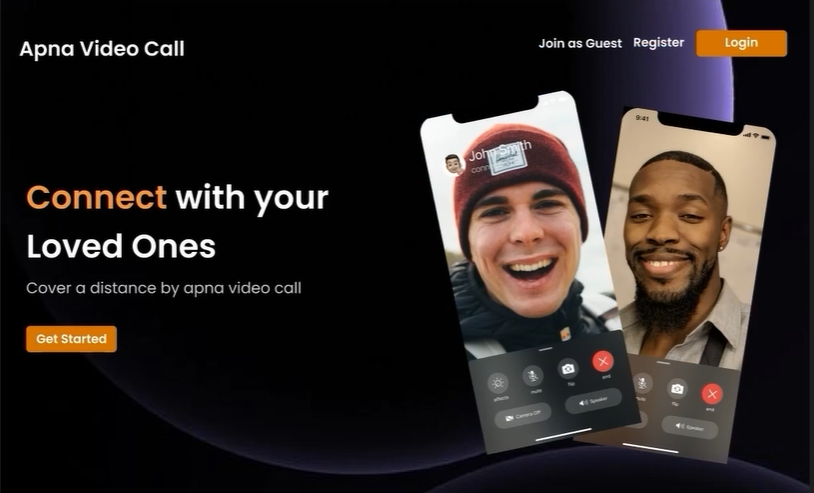 Apna Video Call
Join as Guest
Register
Login
Connect with your
Loved Ones
Cover a distance by apna video call
Get Started
John Smith
9:41
effects
mute
flip
end
Camera Off
Speaker
flip
end
Speaker